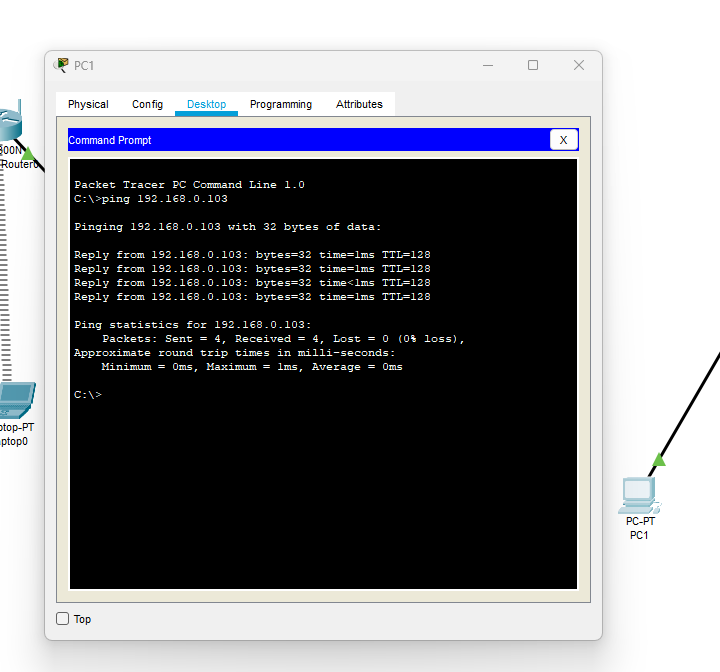 PC1
Physical Config Desktop Programming Attributes
Command Prompt X
Packet Tracer PC Command Line 1.0
C:\>ping 192.168.0.103
Pinging 192.168.0.103 with 32 bytes of data:
Reply from 192.168.0.103: bytes=32 time=1ms TTL=128
Reply from 192.168.0.103: bytes=32 time=1ms TTL=128
Reply from 192.168.0.103: bytes=32 time<1ms TTL=128
Reply from 192.168.0.103: bytes=32 time=1ms TTL=128
Ping statistics for 192.168.0.103:
Packets: Sent = 4, Received = 4, Lost = 0 (0% loss),
Approximate round trip times in milli-seconds:
Minimum = 0ms, Maximum = 1ms, Average = 0ms
C:\>
Top
00N
Router0
ptop-PT
aptop0
PC-PT
PC1